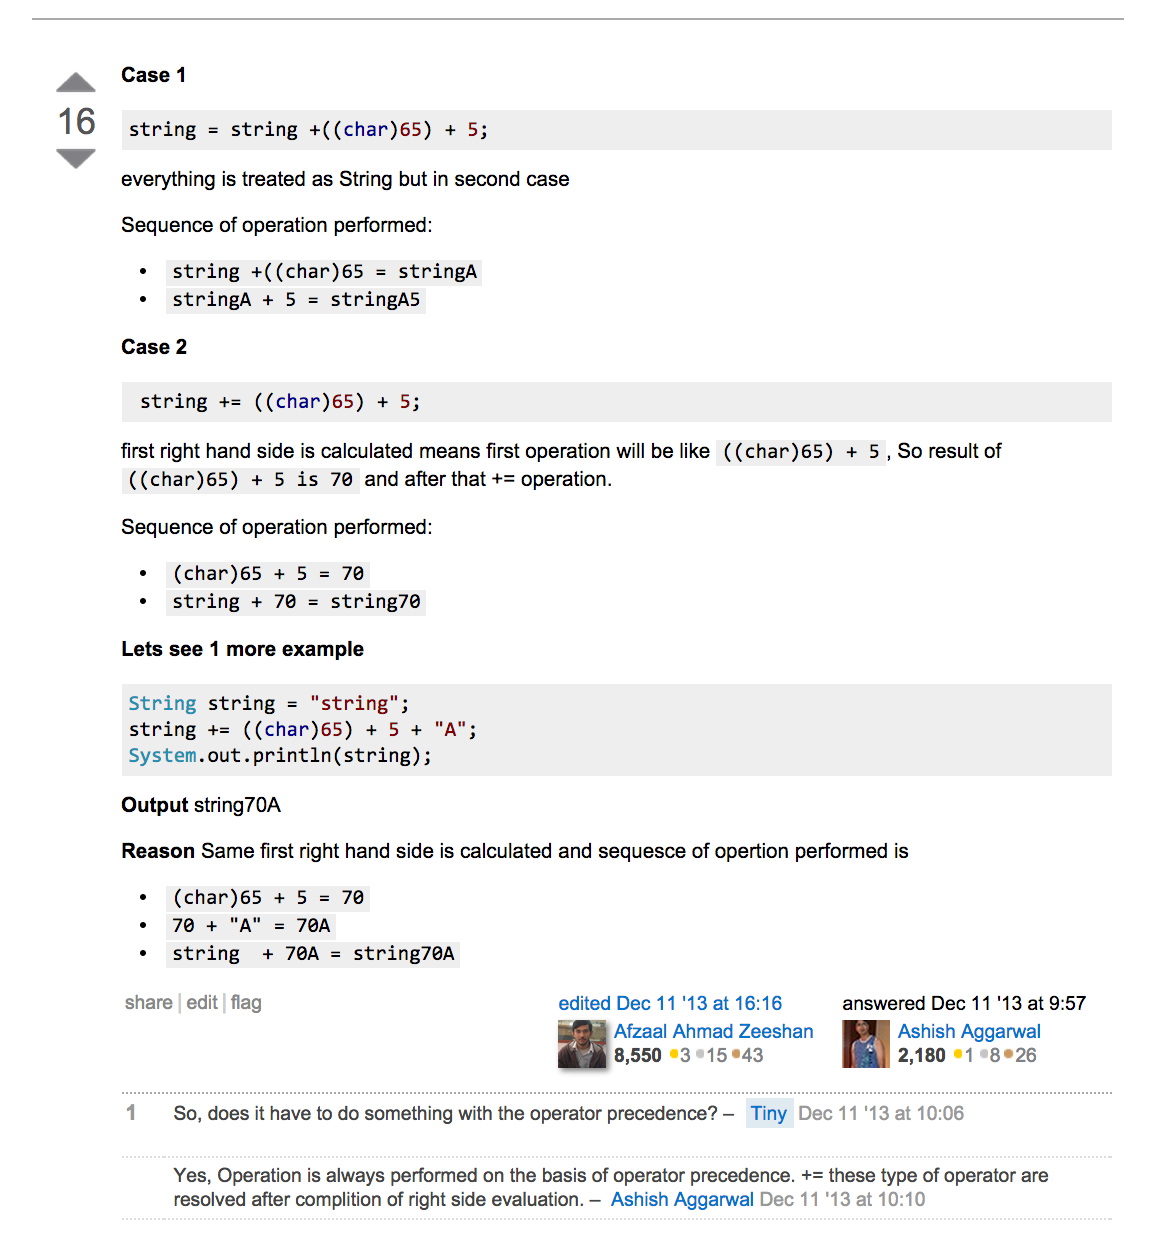 Case 1
16
string = string +((char)65) + 5;
everything is treated as String but in second case
Sequence of operation performed:
• string +((char)65 = stringA
• stringA + 5 = stringA5
Case 2
string += ((char)65) + 5;
first right hand side is calculated means first operation will be like ((char)65) + 5 , So result of
((char)65) + 5 is 70 and after that += operation.
Sequence of operation performed:
• (char)65 + 5 = 70
• string + 70 = string70
Lets see 1 more example
String string = "string";
string += ((char)65) + 5 + "A";
System.out.println(string);
Output string70A
Reason Same first right hand side is calculated and sequesce of opertion performed is
• (char)65 + 5 = 70
• 70 + "A" = 70A
• string  + 70A = string70A
share edit flag edited Dec 11 '13 at 16:16 answered Dec 11 '13 at 9:57
Afzaal Ahmad Zeeshan Ashish Aggarwal
8,550 ●3 ●15 ●43 2,180 ●1 ●8 ●26
1 So, does it have to do something with the operator precedence? – Tiny Dec 11 '13 at 10:06
Yes, Operation is always performed on the basis of operator precedence. += these type of operator are
resolved after complition of right side evaluation. – Ashish Aggarwal Dec 11 '13 at 10:10